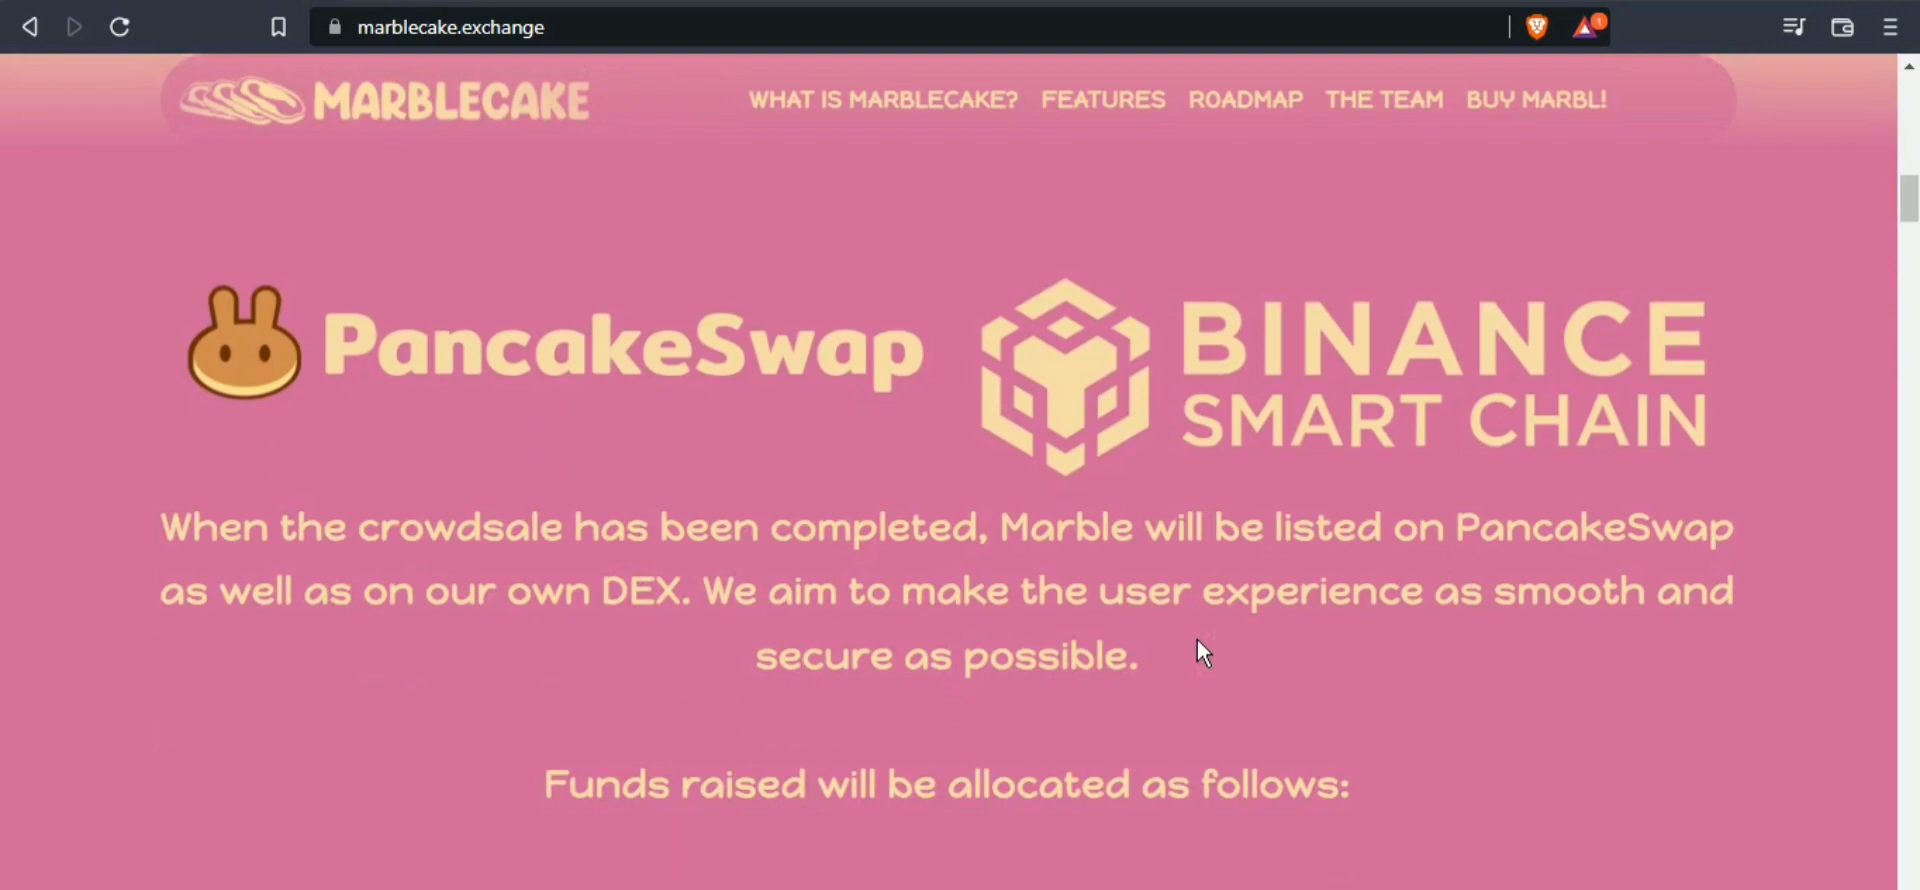 marblecake.exchange
1
MARBLECAKE
WHAT IS MARBLECAKE? FEATURES ROADMAP THE TEAM BUY MARBL!
PancakeSwap
BINANCE
SMART CHAIN
When the crowdsale has been completed, Marble will be listed on PancakeSwap
as well as on our own DEX. We aim to make the user experience as smooth and
secure as possible.
Funds raised will be allocated as follows: